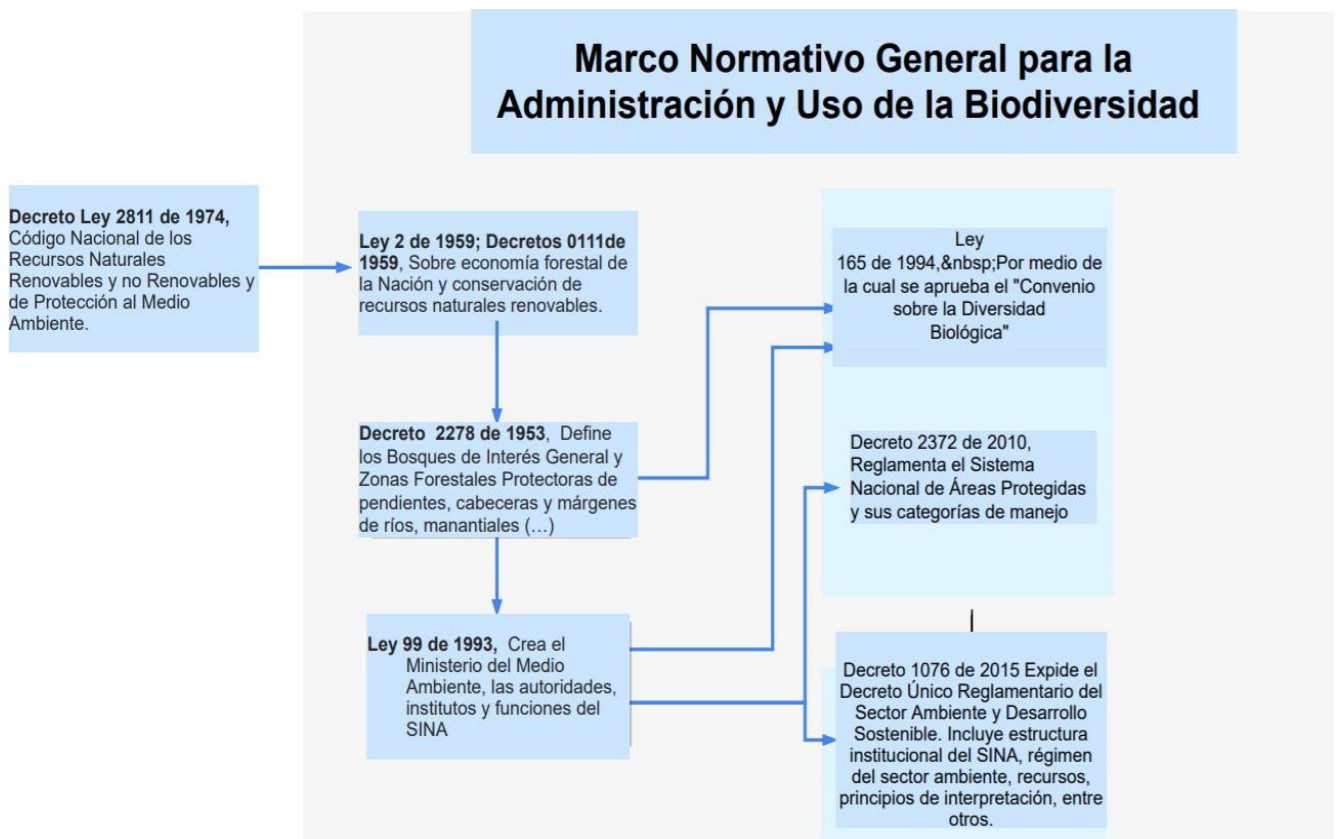 Marco Normativo General para la
Administración y Uso de la Biodiversidad
Decreto Ley 2811 de 1974,
Código Nacional de los
Recursos Naturales
Renovables y no Renovables y
de Protección al Medio
Ambiente.
Ley 2 de 1959; Decretos 0111de
1959, Sobre economía forestal de
la Nación y conservación de
recursos naturales renovables.
Decreto 2278 de 1953, Define
los Bosques de Interés General y
Zonas Forestales Protectoras de
pendientes, cabeceras y márgenes
de ríos, manantiales (…)
Ley 99 de 1993, Crea el
Ministerio del Medio
Ambiente, las autoridades,
institutos y funciones del
SINA
Ley
165 de 1994,&nbsp;Por medio de
la cual se aprueba el "Convenio
sobre la Diversidad
Biológica"
Decreto 2372 de 2010,
Reglamenta el Sistema
Nacional de Áreas Protegidas
y sus categorías de manejo
Decreto 1076 de 2015 Expide el
Decreto Único Reglamentario del
Sector Ambiente y Desarrollo
Sostenible. Incluye estructura
institucional del SINA, régimen
del sector ambiente, recursos,
principios de interpretación, entre
otros.